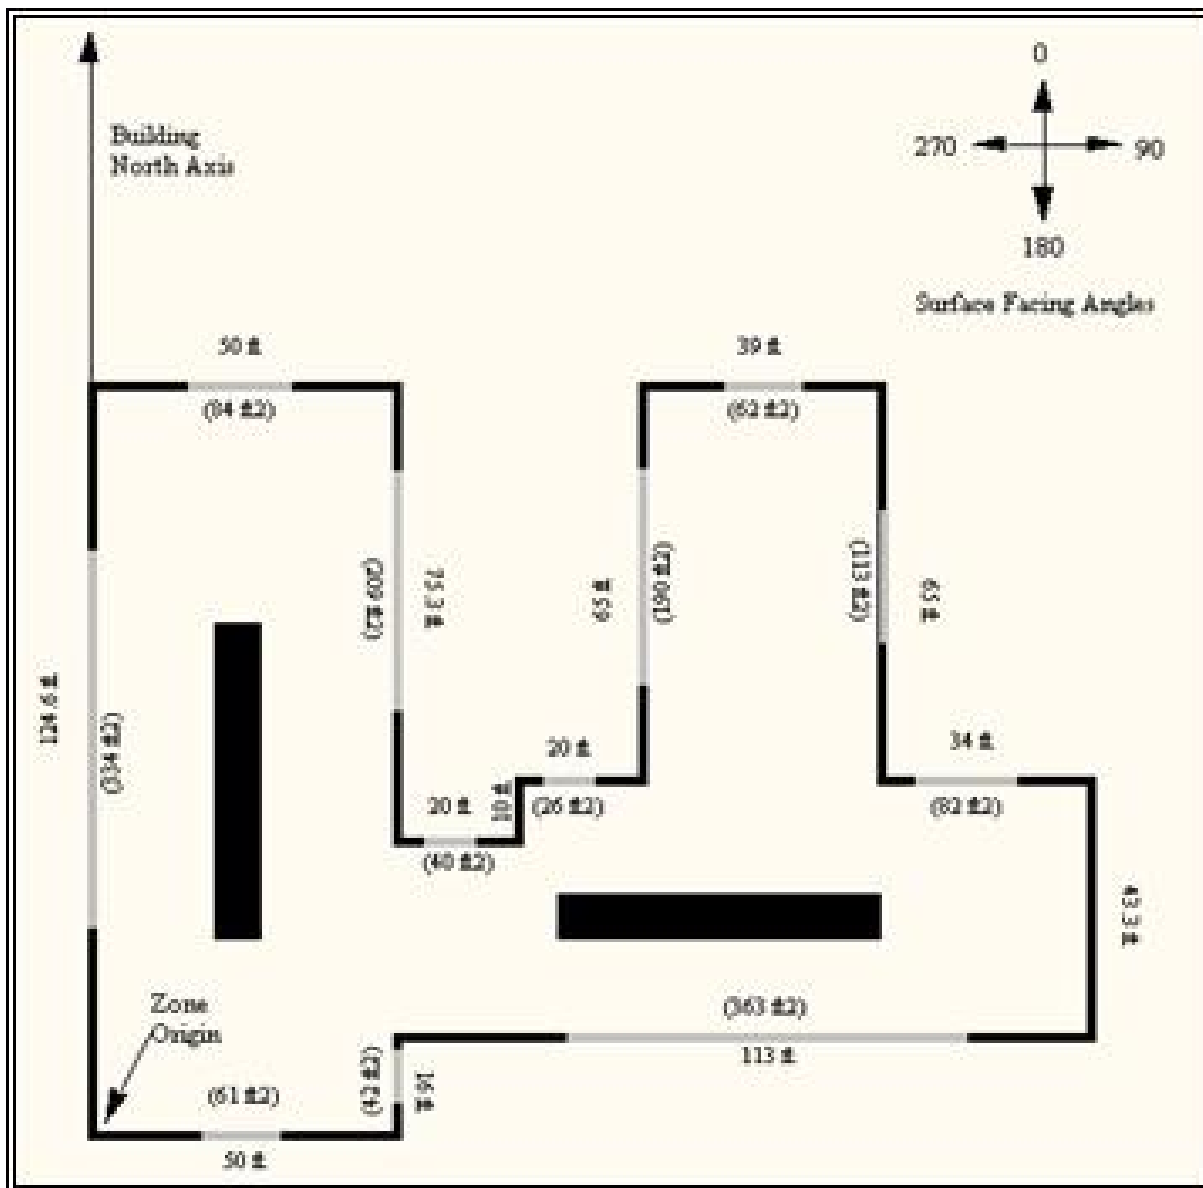 0
Building
North Axis
270
90
180
Surface Facing Angles
50 ft
39 ft
(84 ft2)
(62 ft2)
(209 ft2)
75.3 ft
65 ft
(190 ft2)
(113 ft2)
65 ft
124.6 ft
(334 ft2)
20 ft
34 ft
20 ft
10 ft
(26 ft2)
(82 ft2)
(40 ft2)
43.3 ft
Zone
Origin
(363 ft2)
113 ft
(61 ft2)
(42 ft2)
16 ft
50 ft